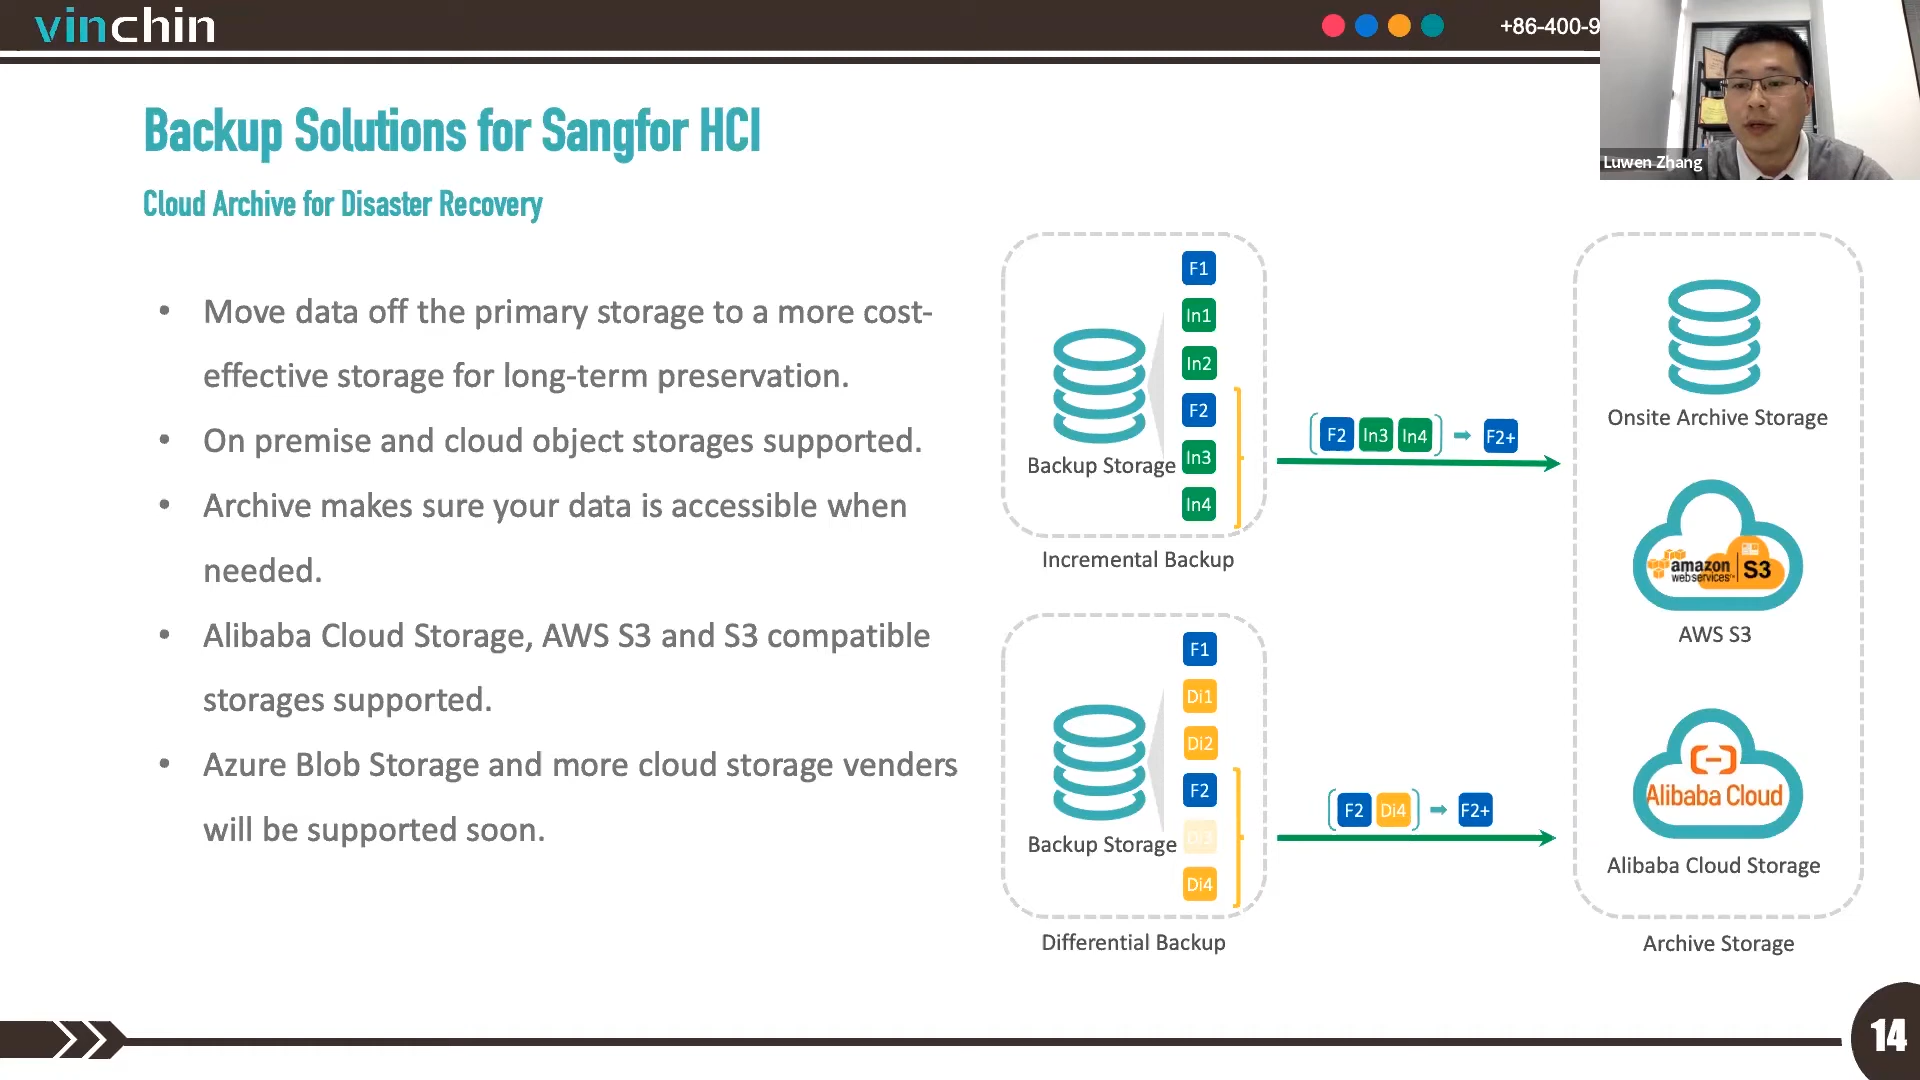 vinchin
+86-400-9
Luwen Zhang
Backup Solutions for Sangfor HCI
Cloud Archive for Disaster Recovery
• Move data off the primary storage to a more cost-
effective storage for long-term preservation.
• On premise and cloud object storages supported.
• Archive makes sure your data is accessible when
needed.
• Alibaba Cloud Storage, AWS S3 and S3 compatible
storages supported.
• Azure Blob Storage and more cloud storage venders
will be supported soon.
F1
In1
In2
F2
In3
In4
Backup Storage
Incremental Backup
F2 In3 In4 F2+
F1
Di1
Di2
F2
Di3
Di4
Backup Storage
Differential Backup
F2 Di4 F2+
Onsite Archive Storage
amazon
webservices™ S3
AWS S3
Alibaba Cloud
Alibaba Cloud Storage
Archive Storage
14